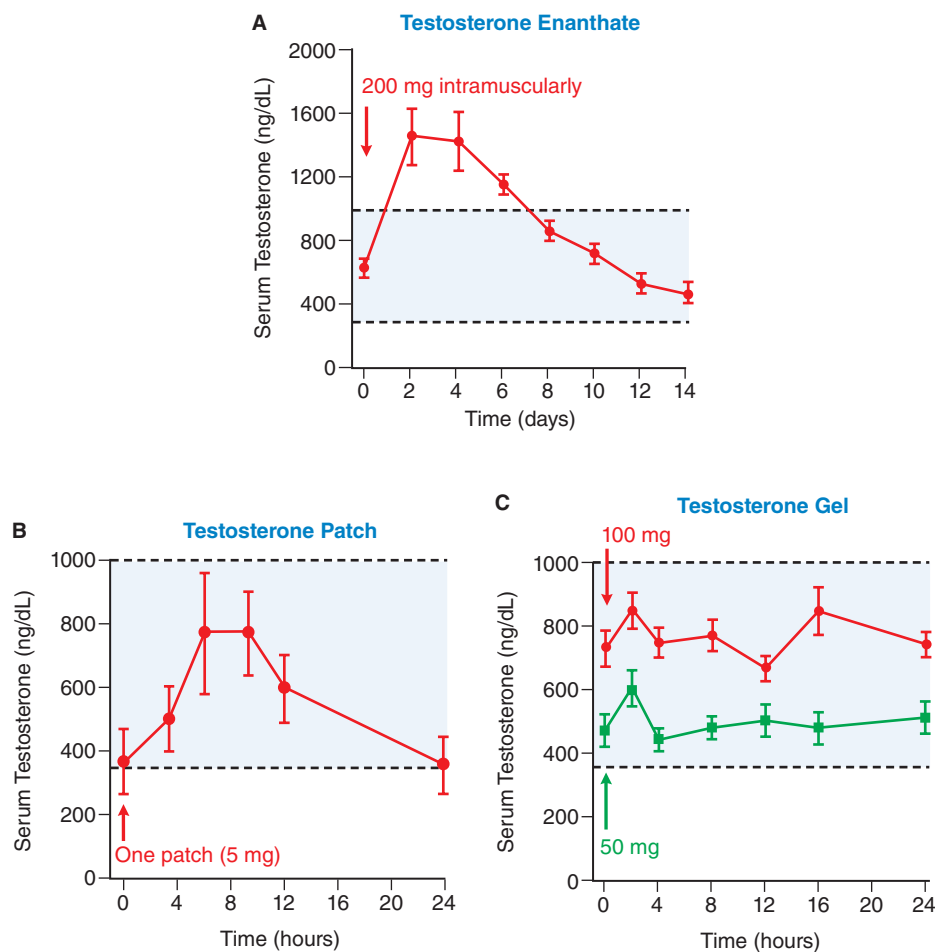 A
Testosterone Enanthate
2000
1600
1200
800
400
0
Serum Testosterone (ng/dL)
200 mg intramuscularly
0 2 4 6 8 10 12 14
Time (days)
B
Testosterone Patch
1000
800
600
400
200
0
Serum Testosterone (ng/dL)
One patch (5 mg)
0 4 8 12 16 20 24
Time (hours)
C
Testosterone Gel
100 mg
1000
800
600
400
200
0
Serum Testosterone (ng/dL)
50 mg
0 4 8 12 16 20 24
Time (hours)